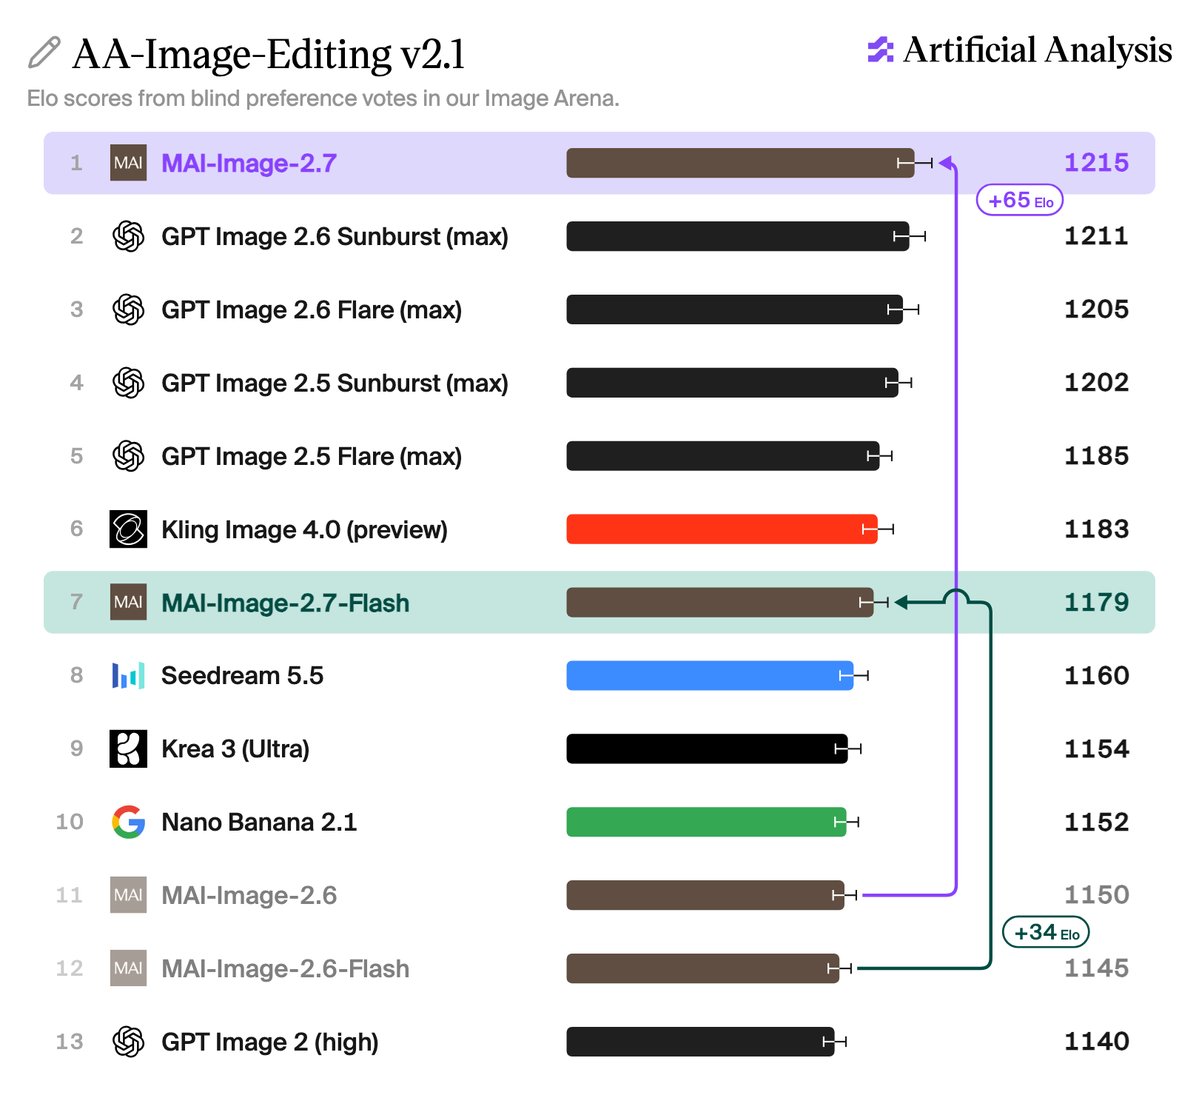 AA-Image-Editing v2.1
Artificial Analysis
Elo scores from blind preference votes in our Image Arena.
1 MAI MAI-Image-2.7 1215
+65 Elo
2 GPT Image 2.6 Sunburst (max) 1211
3 GPT Image 2.6 Flare (max) 1205
4 GPT Image 2.5 Sunburst (max) 1202
5 GPT Image 2.5 Flare (max) 1185
6 Kling Image 4.0 (preview) 1183
7 MAI MAI-Image-2.7-Flash 1179
8 Seedream 5.5 1160
9 Krea 3 (Ultra) 1154
10 Nano Banana 2.1 1152
11 MAI MAI-Image-2.6 1150
+34 Elo
12 MAI MAI-Image-2.6-Flash 1145
13 GPT Image 2 (high) 1140